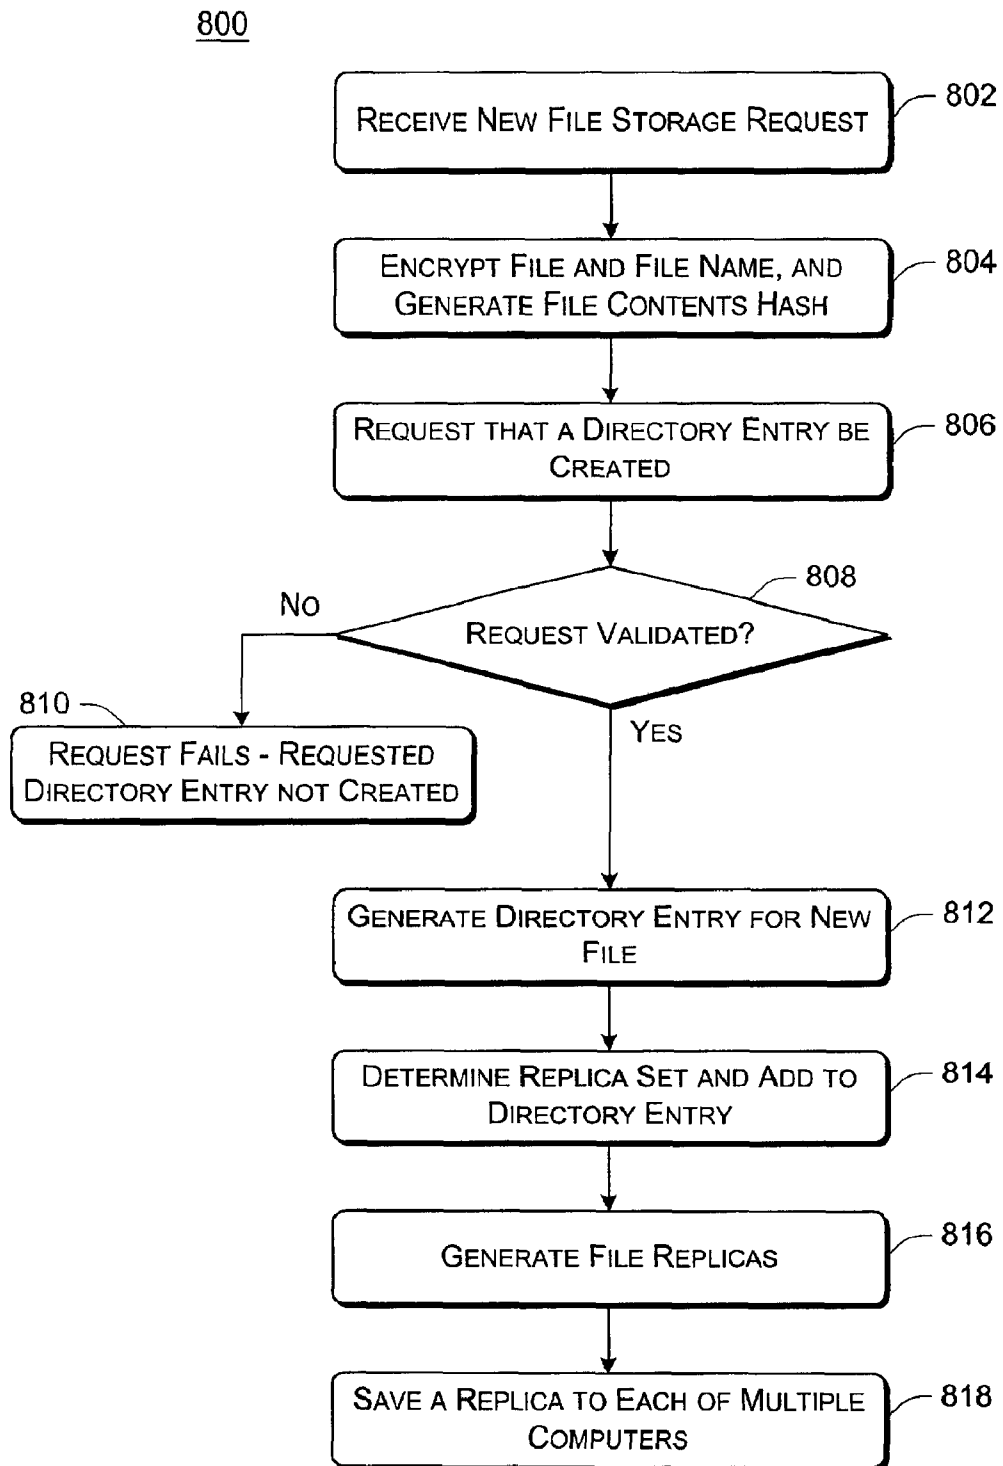 800
RECEIVE NEW FILE STORAGE REQUEST
802
ENCRYPT FILE AND FILE NAME, AND
GENERATE FILE CONTENTS HASH
804
REQUEST THAT A DIRECTORY ENTRY BE
CREATED
806
808
REQUEST VALIDATED?
NO
YES
810
REQUEST FAILS - REQUESTED
DIRECTORY ENTRY NOT CREATED
GENERATE DIRECTORY ENTRY FOR NEW
FILE
812
DETERMINE REPLICA SET AND ADD TO
DIRECTORY ENTRY
814
GENERATE FILE REPLICAS
816
SAVE A REPLICA TO EACH OF MULTIPLE
COMPUTERS
818